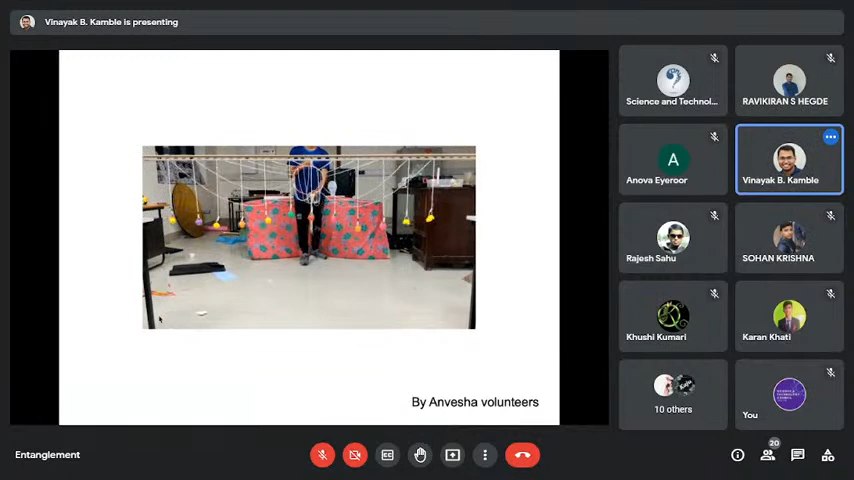 Vinayak B. Kamble is presenting
Science and Technol...
RAVIKIRAN S HEGDE
A
Anova Eyeroor
Vinayak B. Kamble
Rajesh Sahu
SOHAN KRISHNA
Khushi Kumari
Karan Khati
10 others
You
By Anvesha volunteers
Entanglement
20